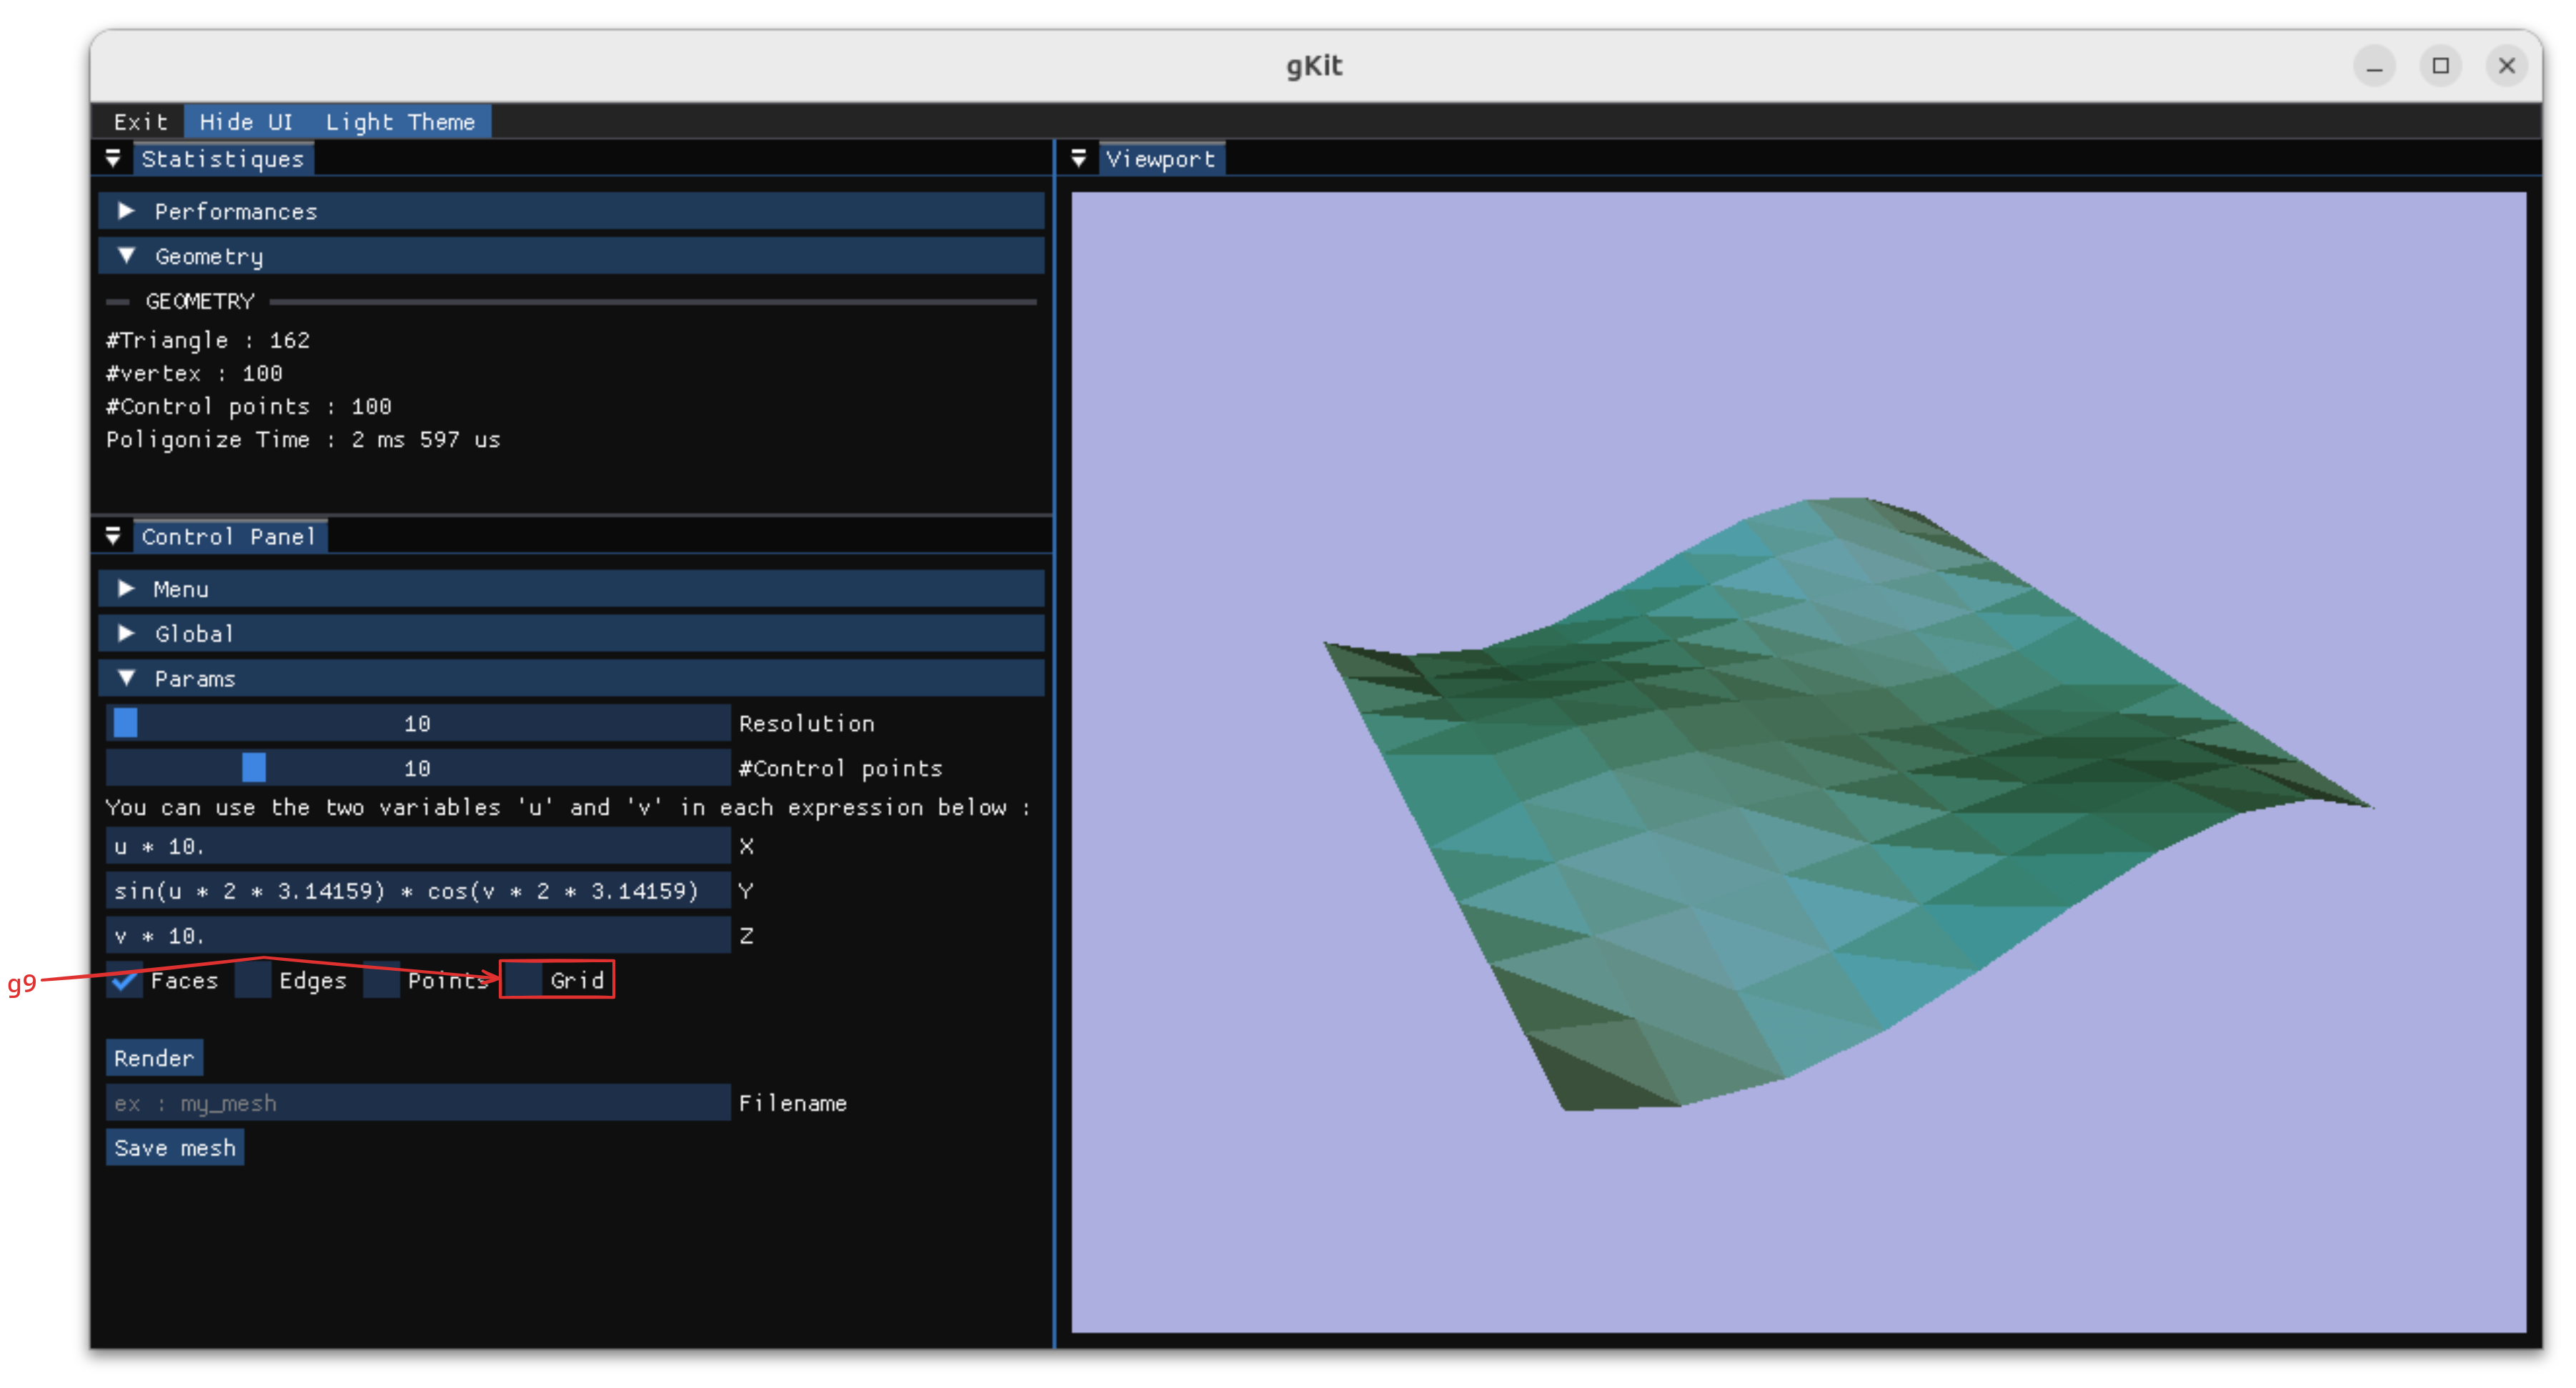 gKit
Exit Hide UI Light Theme
Statistiques
Viewport
Performances
Geometry
GEOMETRY
#Triangle : 162
#vertex : 100
#Control points : 100
Poligonize Time : 2 ms 597 us
Control Panel
Menu
Global
Params
10 Resolution
10 #Control points
You can use the two variables 'u' and 'v' in each expression below :
u * 10. X
sin(u * 2 * 3.14159) * cos(v * 2 * 3.14159) Y
v * 10. Z
g9 Faces Edges Points Grid
Render
ex : my_mesh Filename
Save mesh